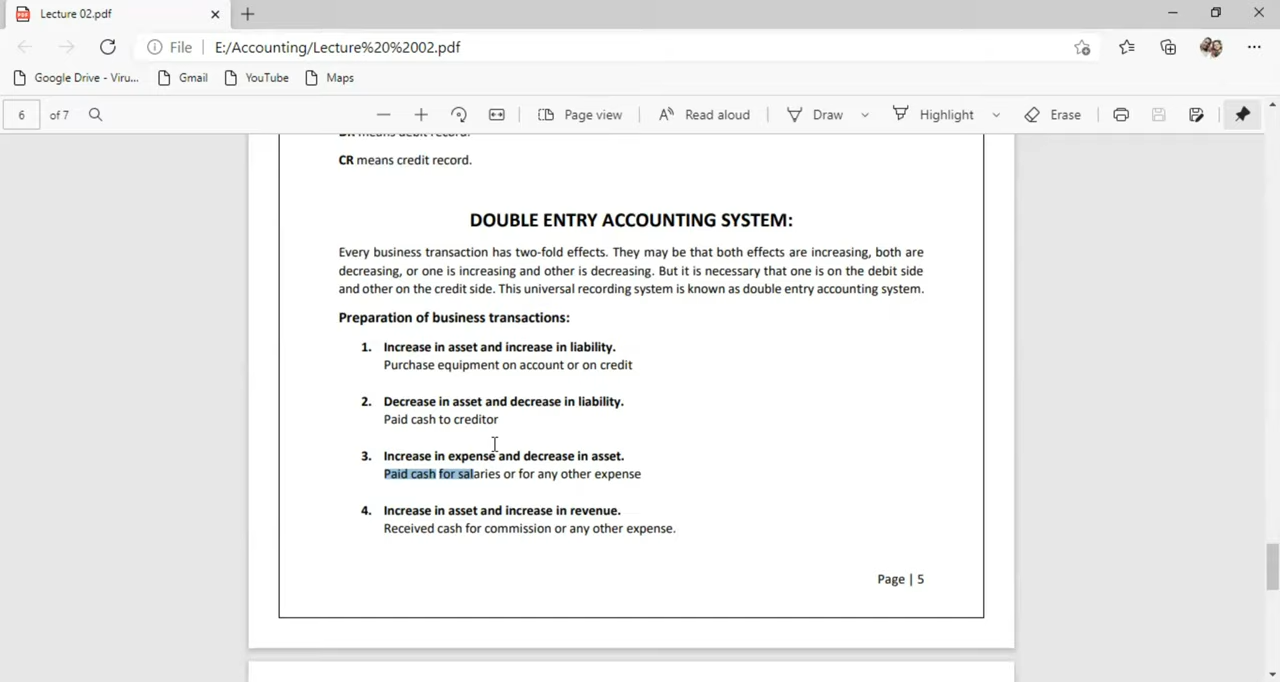 Lecture 02.pdf
File E:/Accounting/Lecture%20%2002.pdf
Google Drive - Viru... Gmail YouTube Maps
6 of 7 Page view Read aloud Draw Highlight Erase
DR means debit record.
CR means credit record.
DOUBLE ENTRY ACCOUNTING SYSTEM:
Every business transaction has two-fold effects. They may be that both effects are increasing, both are
decreasing, or one is increasing and other is decreasing. But it is necessary that one is on the debit side
and other on the credit side. This universal recording system is known as double entry accounting system.
Preparation of business transactions:
1. Increase in asset and increase in liability.
Purchase equipment on account or on credit
2. Decrease in asset and decrease in liability.
Paid cash to creditor
3. Increase in expense and decrease in asset.
Paid cash for salaries or for any other expense
4. Increase in asset and increase in revenue.
Received cash for commission or any other expense.
Page | 5